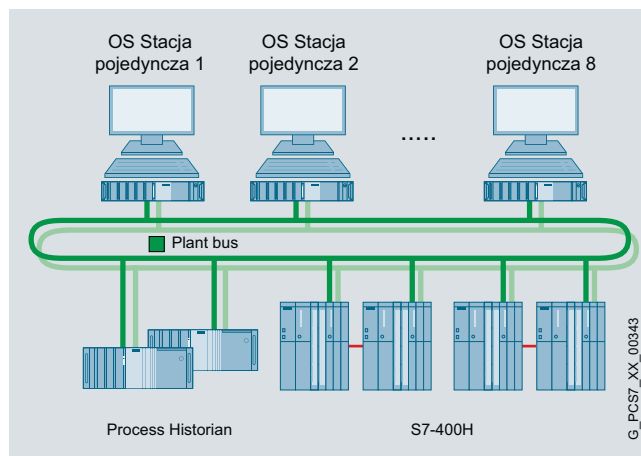 OS Stacja
pojedyncza 1
OS Stacja
pojedyncza 2
.....
OS Stacja
pojedyncza 8
Plant bus
Process Historian
S7-400H
G_PCS7_XX_00343